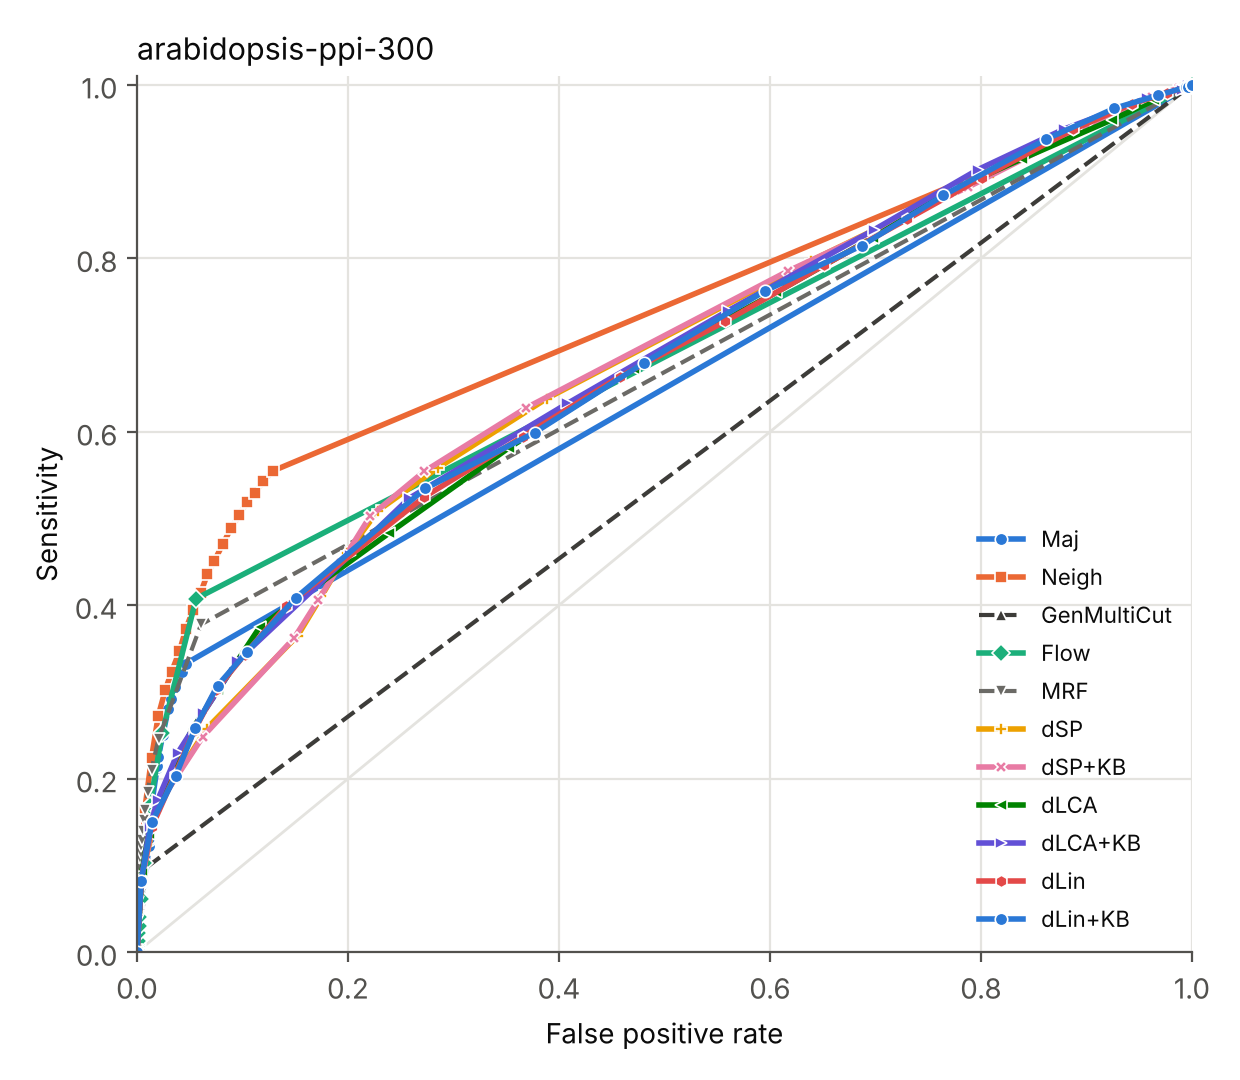 arabidopsis-ppi-300
1.0
0.8
0.6
0.4
0.2
0.0
Sensitivity
0.0 0.2 0.4 0.6 0.8 1.0
False positive rate
Maj
Neigh
GenMultiCut
Flow
MRF
dSP
dSP+KB
dLCA
dLCA+KB
dLin
dLin+KB